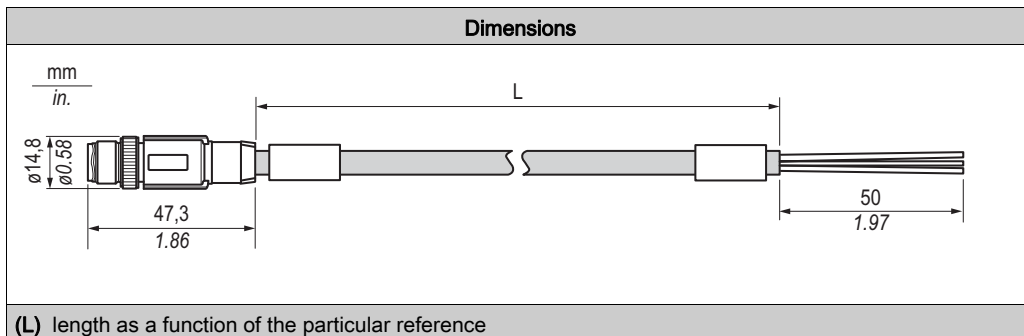 Dimensions
mm
in.
L
ø14,8
ø0.58
47,3
1.86
50
1.97
(L) length as a function of the particular reference